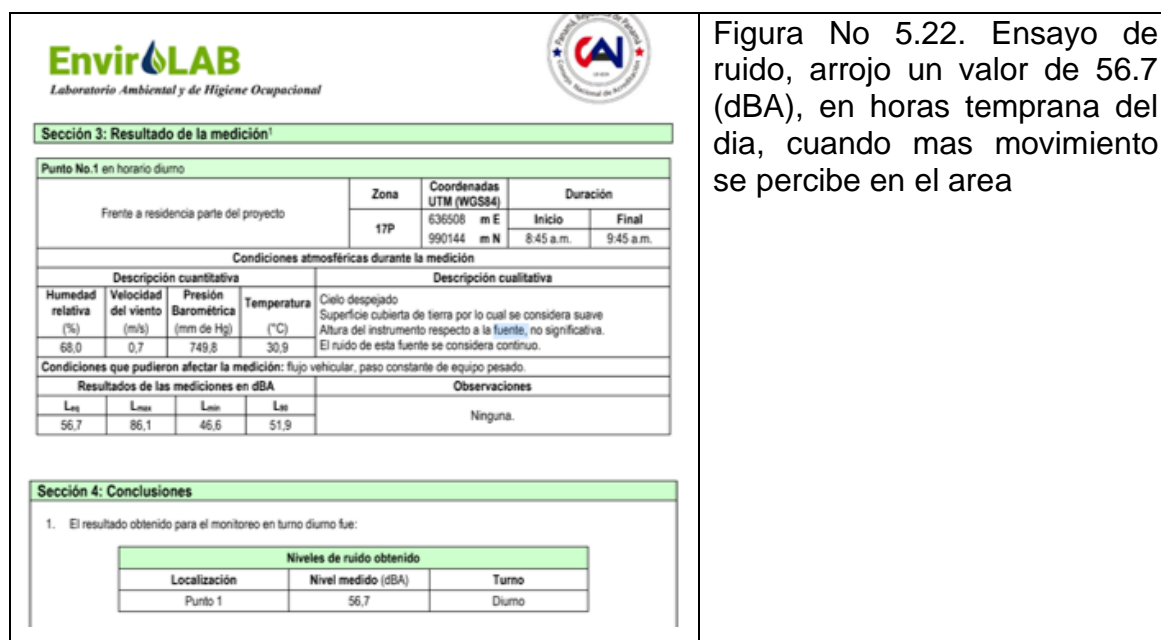 EnvirOLAB
Laboratorio Ambiental y de Higiene Ocupacional
CAI
Sección 3: Resultado de la medición¹
Punto No.1 en horario diurno
Frente a residencia parte del proyecto
Zona
Coordenadas UTM (WGS84)
Duración
17P
636508 m E
Inicio
Final
990144 m N
8:45 a.m.
9:45 a.m.
Condiciones atmosféricas durante la medición
Descripción cuantitativa
Descripción cualitativa
Humedad relativa
Velocidad del viento
Presión Barométrica
Temperatura
(%)
(m/s)
(mm de Hg)
(°C)
68,0
0,7
749,8
30,9
Cielo despejado
Superficie cubierta de tierra por lo cual se considera suave
Altura del instrumento respecto a la fuente, no significativa.
El ruido de esta fuente se considera continuo.
Condiciones que pudieron afectar la medición: flujo vehicular, paso constante de equipo pesado.
Resultados de las mediciones en dBA
Observaciones
Leq
Lmax
Lmin
L90
56,7
86,1
46,6
51,9
Ninguna.
Sección 4: Conclusiones
1. El resultado obtenido para el monitoreo en turno diurno fue:
Niveles de ruido obtenido
Localización
Nivel medido (dBA)
Turno
Punto 1
56,7
Diurno
Figura No 5.22. Ensayo de
ruido, arrojo un valor de 56.7
(dBA), en horas temprana del
dia, cuando mas movimiento
se percibe en el area